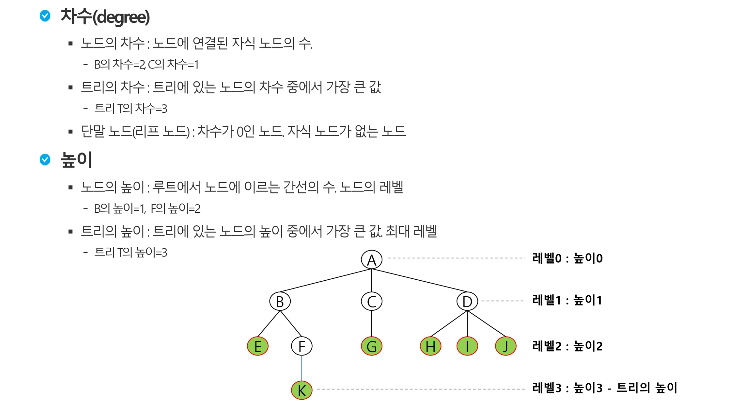 차수(degree)
▪ 노드의 차수 : 노드에 연결된 자식 노드의 수.
- B의 차수=2, C의 차수=1
▪ 트리의 차수 : 트리에 있는 노드의 차수 중에서 가장 큰 값
- 트리 T의 차수=3
▪ 단말 노드(리프 노드) : 차수가 0인 노드. 자식 노드가 없는 노드
높이
▪ 노드의 높이 : 루트에서 노드에 이르는 간선의 수. 노드의 레벨
- B의 높이=1, F의 높이=2
▪ 트리의 높이 : 트리에 있는 노드의 높이 중에서 가장 큰 값. 최대 레벨
- 트리 T의 높이=3
A 레벨0 : 높이0
B C D 레벨1 : 높이1
E F G H I J 레벨2 : 높이2
K 레벨3 : 높이3 - 트리의 높이